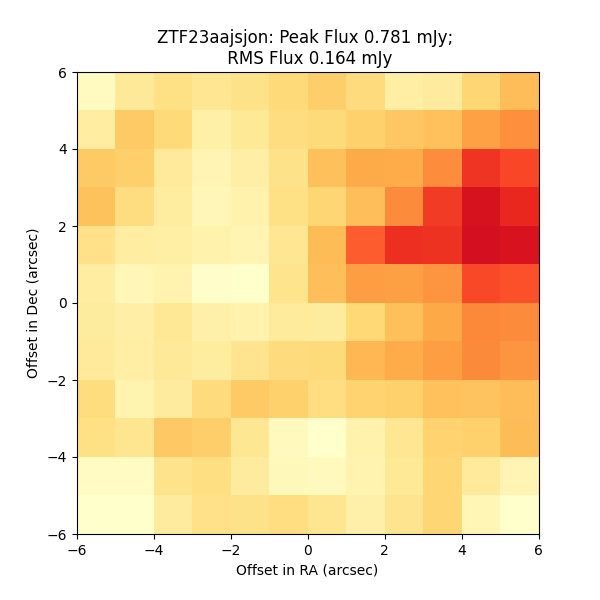 ZTF23aajsjon: Peak Flux 0.781 mJy;
RMS Flux 0.164 mJy
6
4
2
0
−2
−4
−6
Offset in Dec (arcsec)
−6 −4 −2 0 2 4 6
Offset in RA (arcsec)